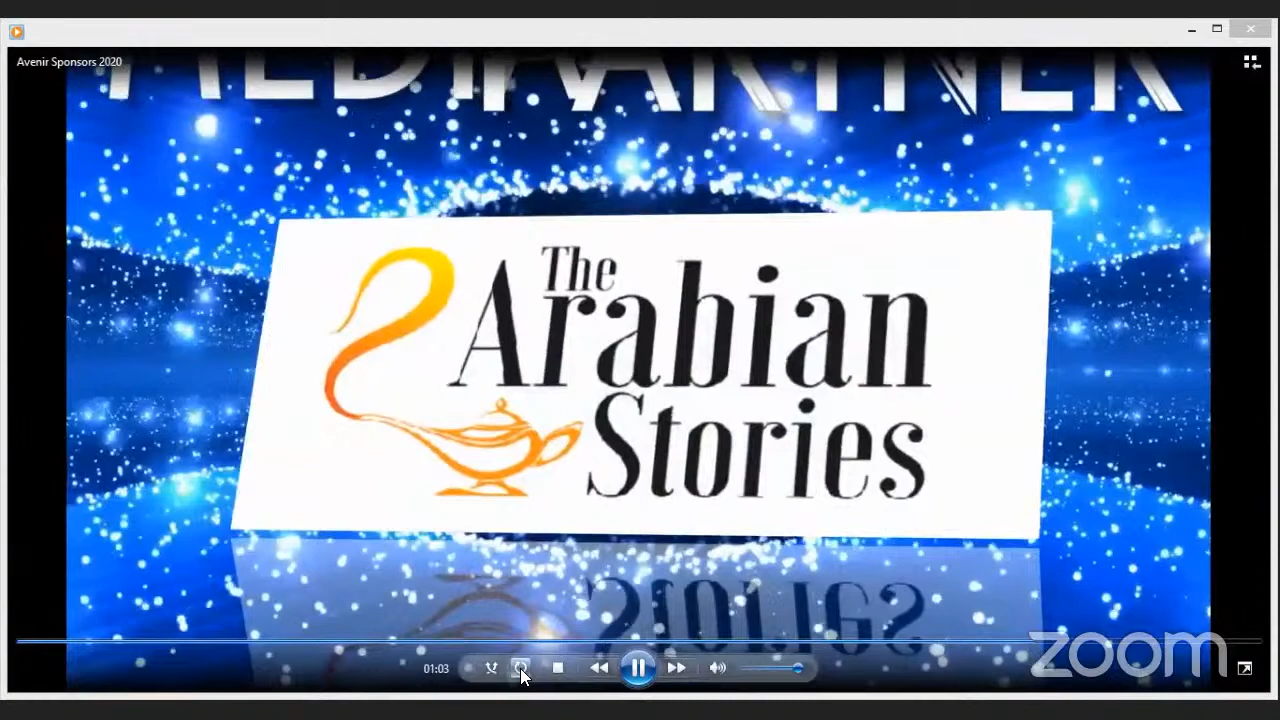 Avenir Sponsors 2020
The
Arabian
Stories
01:03
zoom